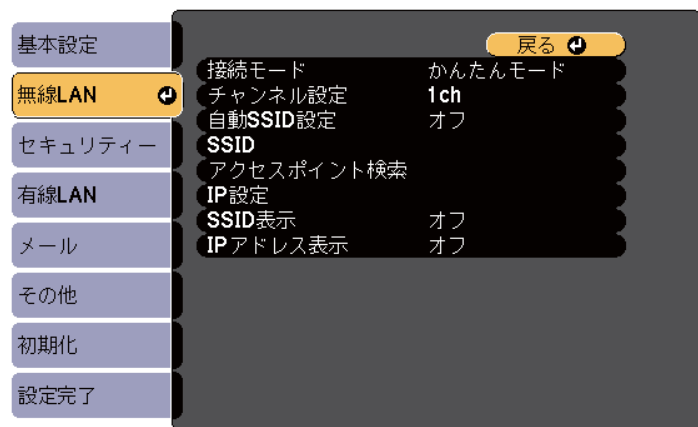 基本設定
無線LAN
セキュリティー
有線LAN
メール
その他
初期化
設定完了
戻る
接続モード かんたんモード
チャンネル設定 1ch
自動SSID設定 オフ
SSID
アクセスポイント検索
IP設定
SSID表示 オフ
IPアドレス表示 オフ